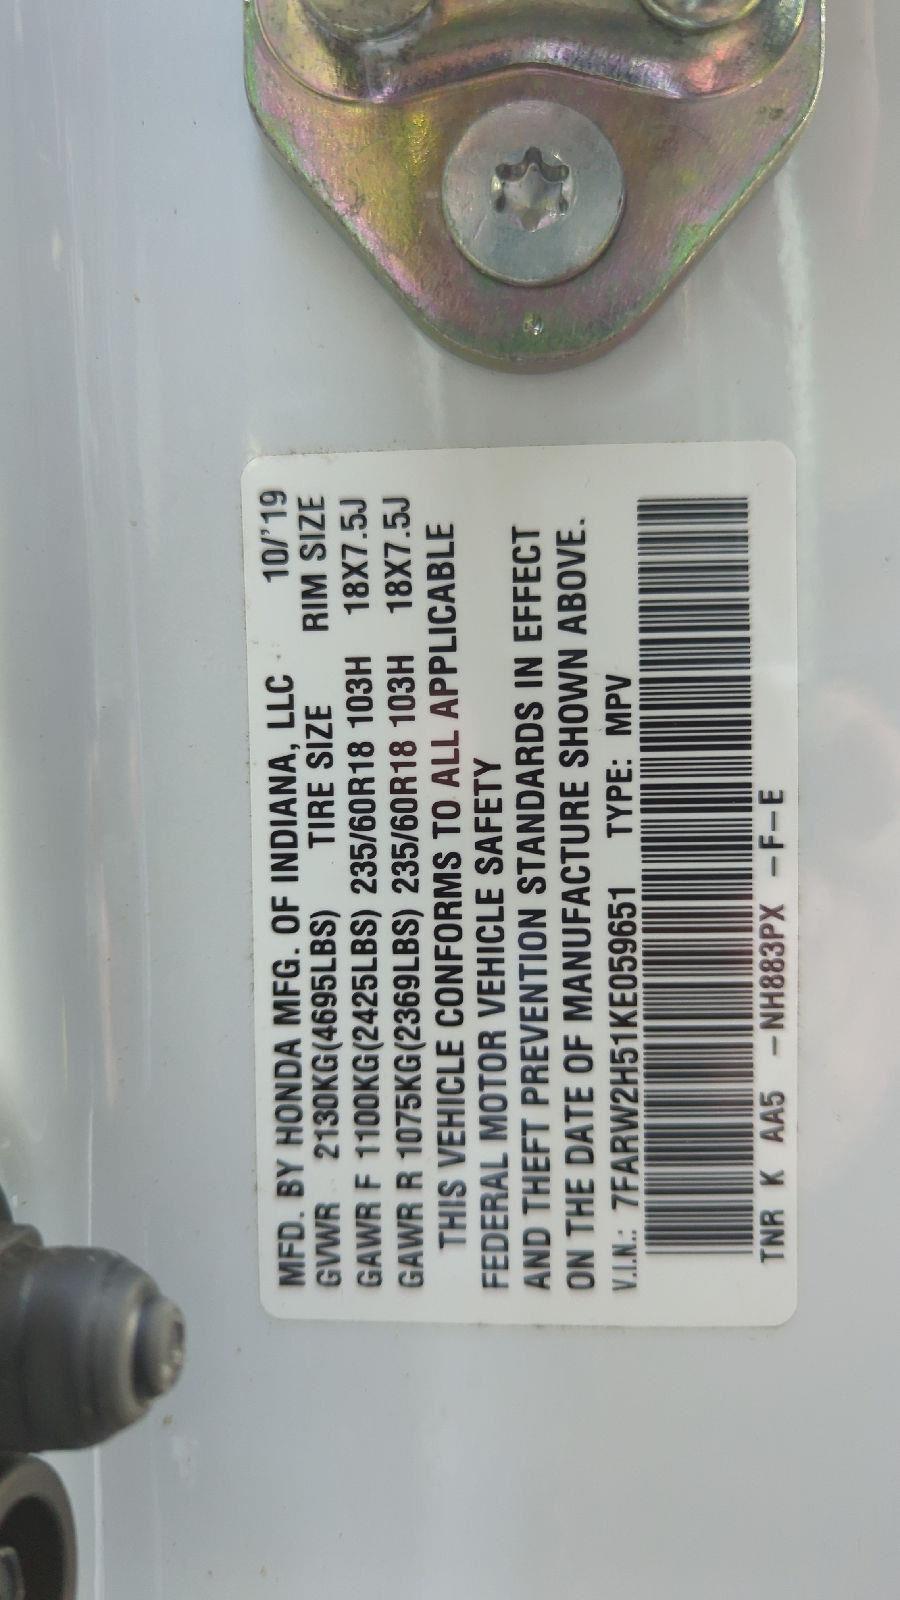 MFD. BY HONDA MFG. OF INDIANA, LLC 10/'19
GVWR 2130KG(4695LBS) TIRE SIZE RIM SIZE
GAWR F 1100KG(2425LBS) 235/60R18 103H 18X7.5J
GAWR R 1075KG(2369LBS) 235/60R18 103H 18X7.5J
THIS VEHICLE CONFORMS TO ALL APPLICABLE
FEDERAL MOTOR VEHICLE SAFETY
AND THEFT PREVENTION STANDARDS IN EFFECT
ON THE DATE OF MANUFACTURE SHOWN ABOVE.
V.I.N.: 7FARW2H51KE059651 TYPE: MPV
TNR K AA5 -NH883PX -F-E